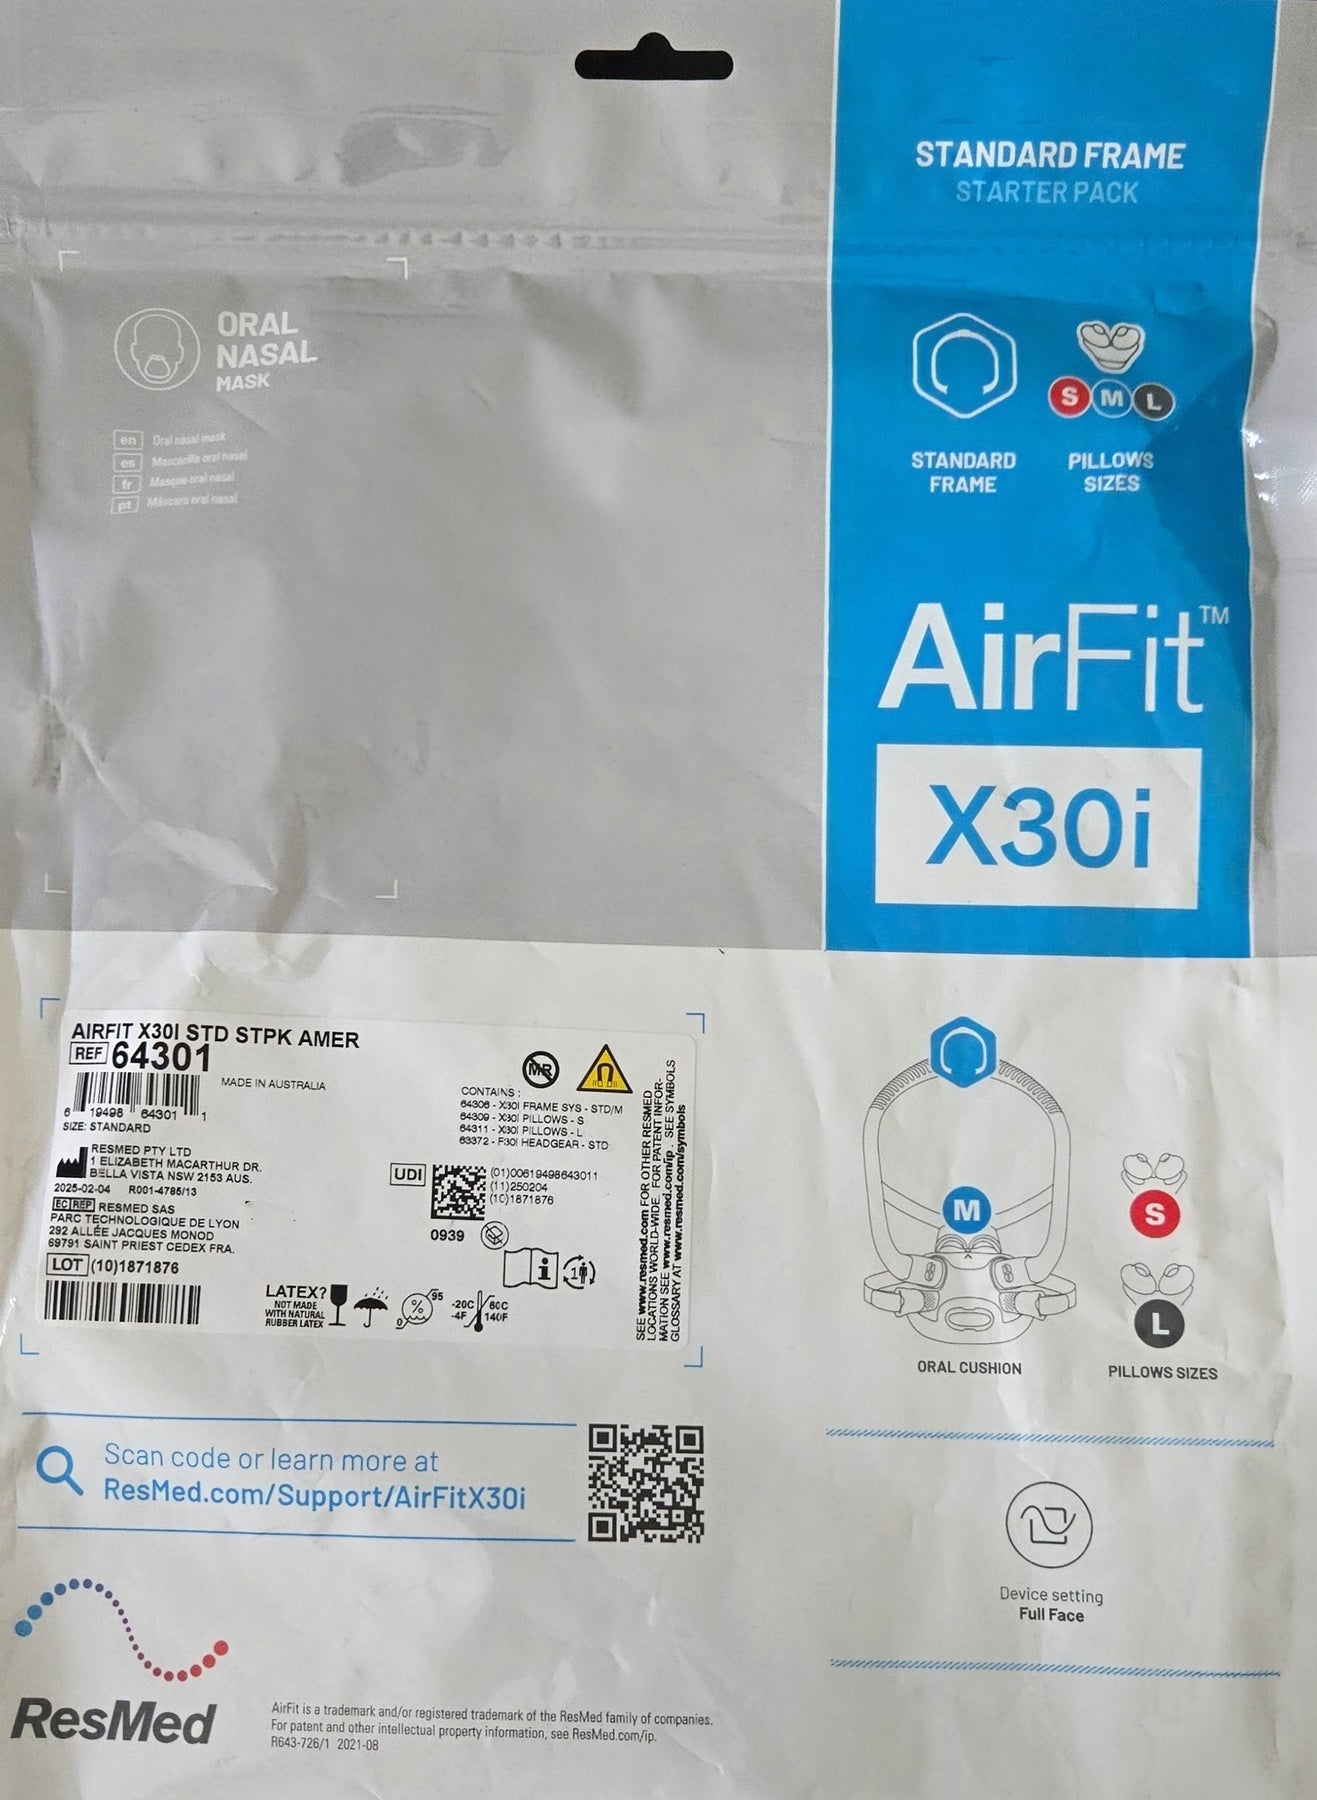 STANDARD FRAME
STARTER PACK
ORAL
NASAL
MASK
en Oral nasal mask
es Mascarilla oral nasal
fr Masque oral nasal
pt Máscara oral nasal
S M L
STANDARD
FRAME
PILLOWS
SIZES
AirFit™
X30i
AIRFIT X30I STD STPK AMER
REF 64301
MADE IN AUSTRALIA
6 19498 64301 1
SIZE: STANDARD
RESMED PTY LTD
1 ELIZABETH MACARTHUR DR.
BELLA VISTA NSW 2153 AUS.
2025-02-04 R001-4785/13
EC REP RESMED SAS
PARC TECHNOLOGIQUE DE LYON
292 ALLÉE JACQUES MONOD
69791 SAINT PRIEST CEDEX FRA.
LOT (10)1871876
MR
CONTAINS :
64306 - X30I FRAME SYS - STD/M
64309 - X30I PILLOWS - S
64311 - X30I PILLOWS - L
63372 - F30I HEADGEAR - STD
UDI
(01)00619498643011
(11)250204
(10)1871876
0939
i
1
LATEX?
NOT MADE
WITH NATURAL
RUBBER LATEX
0 % 95
-20C
-4F
60C
140F
SEE www.resmed.com FOR OTHER RESMED
LOCATIONS WORLD-WIDE. FOR PATENT INFOR-
MATION SEE www.resmed.com/ip . SEE SYMBOLS
GLOSSARY AT www.resmed.com/symbols
M
S
L
ORAL CUSHION
PILLOWS SIZES
Scan code or learn more at
ResMed.com/Support/AirFitX30i
Device setting
Full Face
ResMed
AirFit is a trademark and/or registered trademark of the ResMed family of companies.
For patent and other intellectual property information, see ResMed.com/ip.
R643-726/1 2021-08